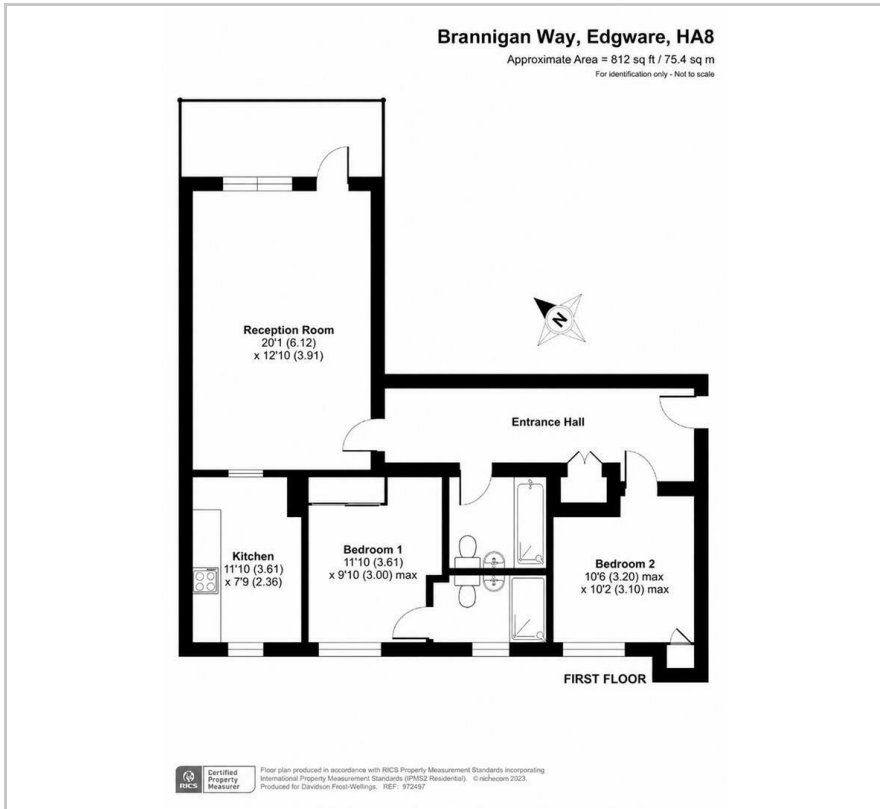 Brannigan Way, Edgware, HA8
Approximate Area = 812 sq ft / 75.4 sq m
For identification only - Not to scale
Reception Room
20'1 (6.12)
x 12'10 (3.91)
N
Entrance Hall
Kitchen
11'10 (3.61)
x 7'9 (2.36)
Bedroom 1
11'10 (3.61)
x 9'10 (3.00) max
Bedroom 2
10'6 (3.20) max
x 10'2 (3.10) max
FIRST FLOOR
RICS
Certified
Property
Measurer
Floor plan produced in accordance with RICS Property Measurement Standards incorporating
International Property Measurement Standards (IPMS2 Residential). © nichecom 2023.
Produced for Davidson Frost-Wellings. REF: 972497